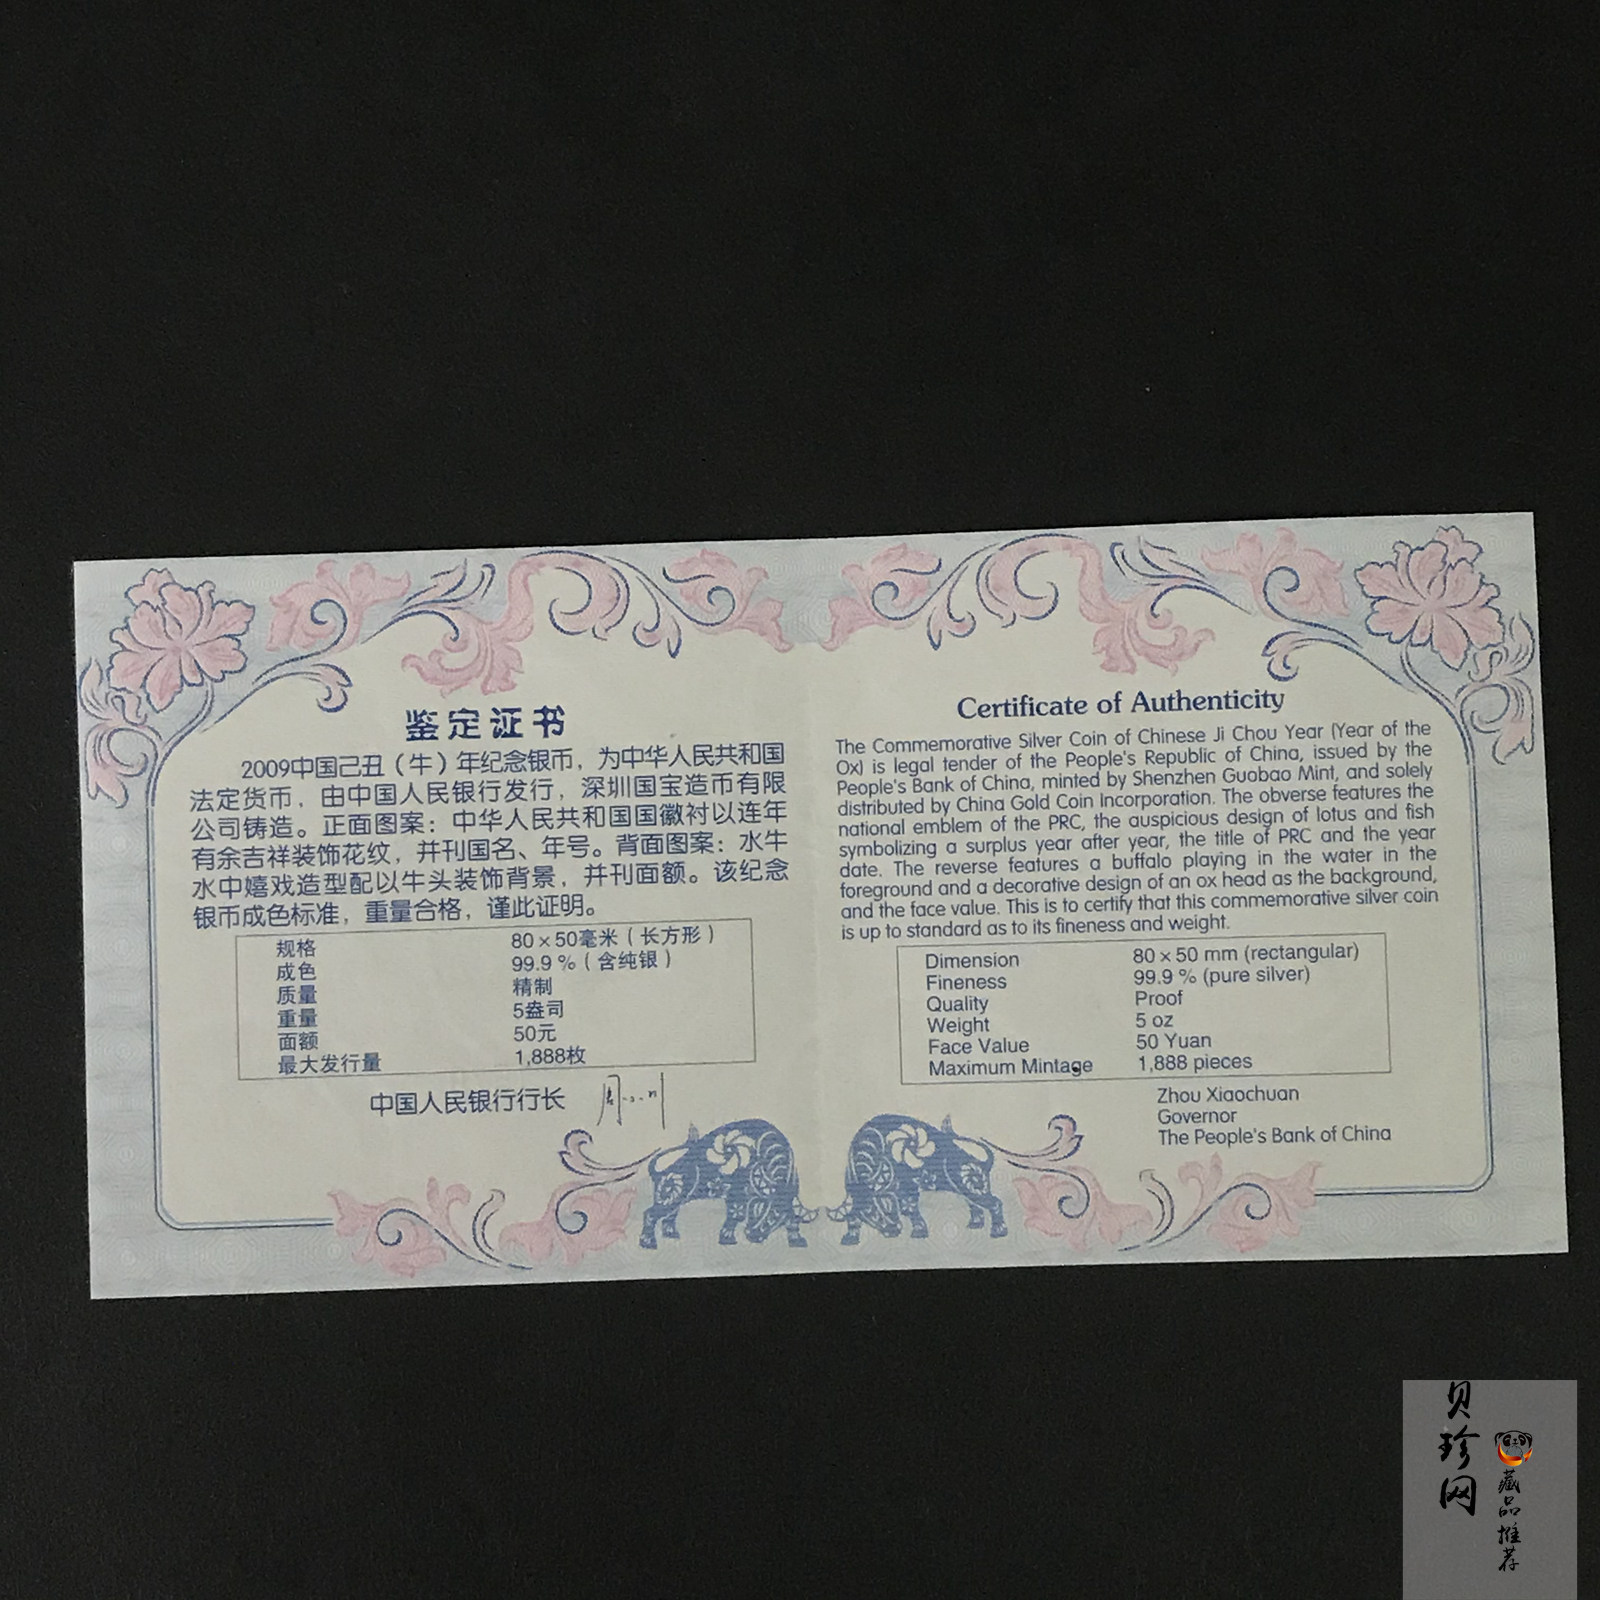 鉴定证书
2009中国己丑（牛）年纪念银币，为中华人民共和国
法定货币，由中国人民银行发行，深圳国宝造币有限
公司铸造。正面图案：中华人民共和国国徽衬以连年
有余吉祥装饰花纹，并刊国名、年号。背面图案：水牛
水中嬉戏造型配以牛头装饰背景，并刊面额。该纪念
银币成色标准，重量合格，谨此证明。
规格 80×50毫米（长方形）
成色 99.9 %（含纯银）
质量 精制
重量 5盎司
面额 50元
最大发行量 1,888枚
中国人民银行行长
Certificate of Authenticity
The Commemorative Silver Coin of Chinese Ji Chou Year (Year of the
Ox) is legal tender of the People's Republic of China, issued by the
People's Bank of China, minted by Shenzhen Guobao Mint, and solely
distributed by China Gold Coin Incorporation. The obverse features the
national emblem of the PRC, the auspicious design of lotus and fish
symbolizing a surplus year after year, the title of PRC and the year
date. The reverse features a buffalo playing in the water in the
foreground and a decorative design of an ox head as the background,
and the face value. This is to certify that this commemorative silver coin
is up to standard as to its fineness and weight.
Dimension 80×50 mm (rectangular)
Fineness 99.9 % (pure silver)
Quality Proof
Weight 5 oz
Face Value 50 Yuan
Maximum Mintage 1,888 pieces
Zhou Xiaochuan
Governor
The People's Bank of China
贝珍网
藏品推荐